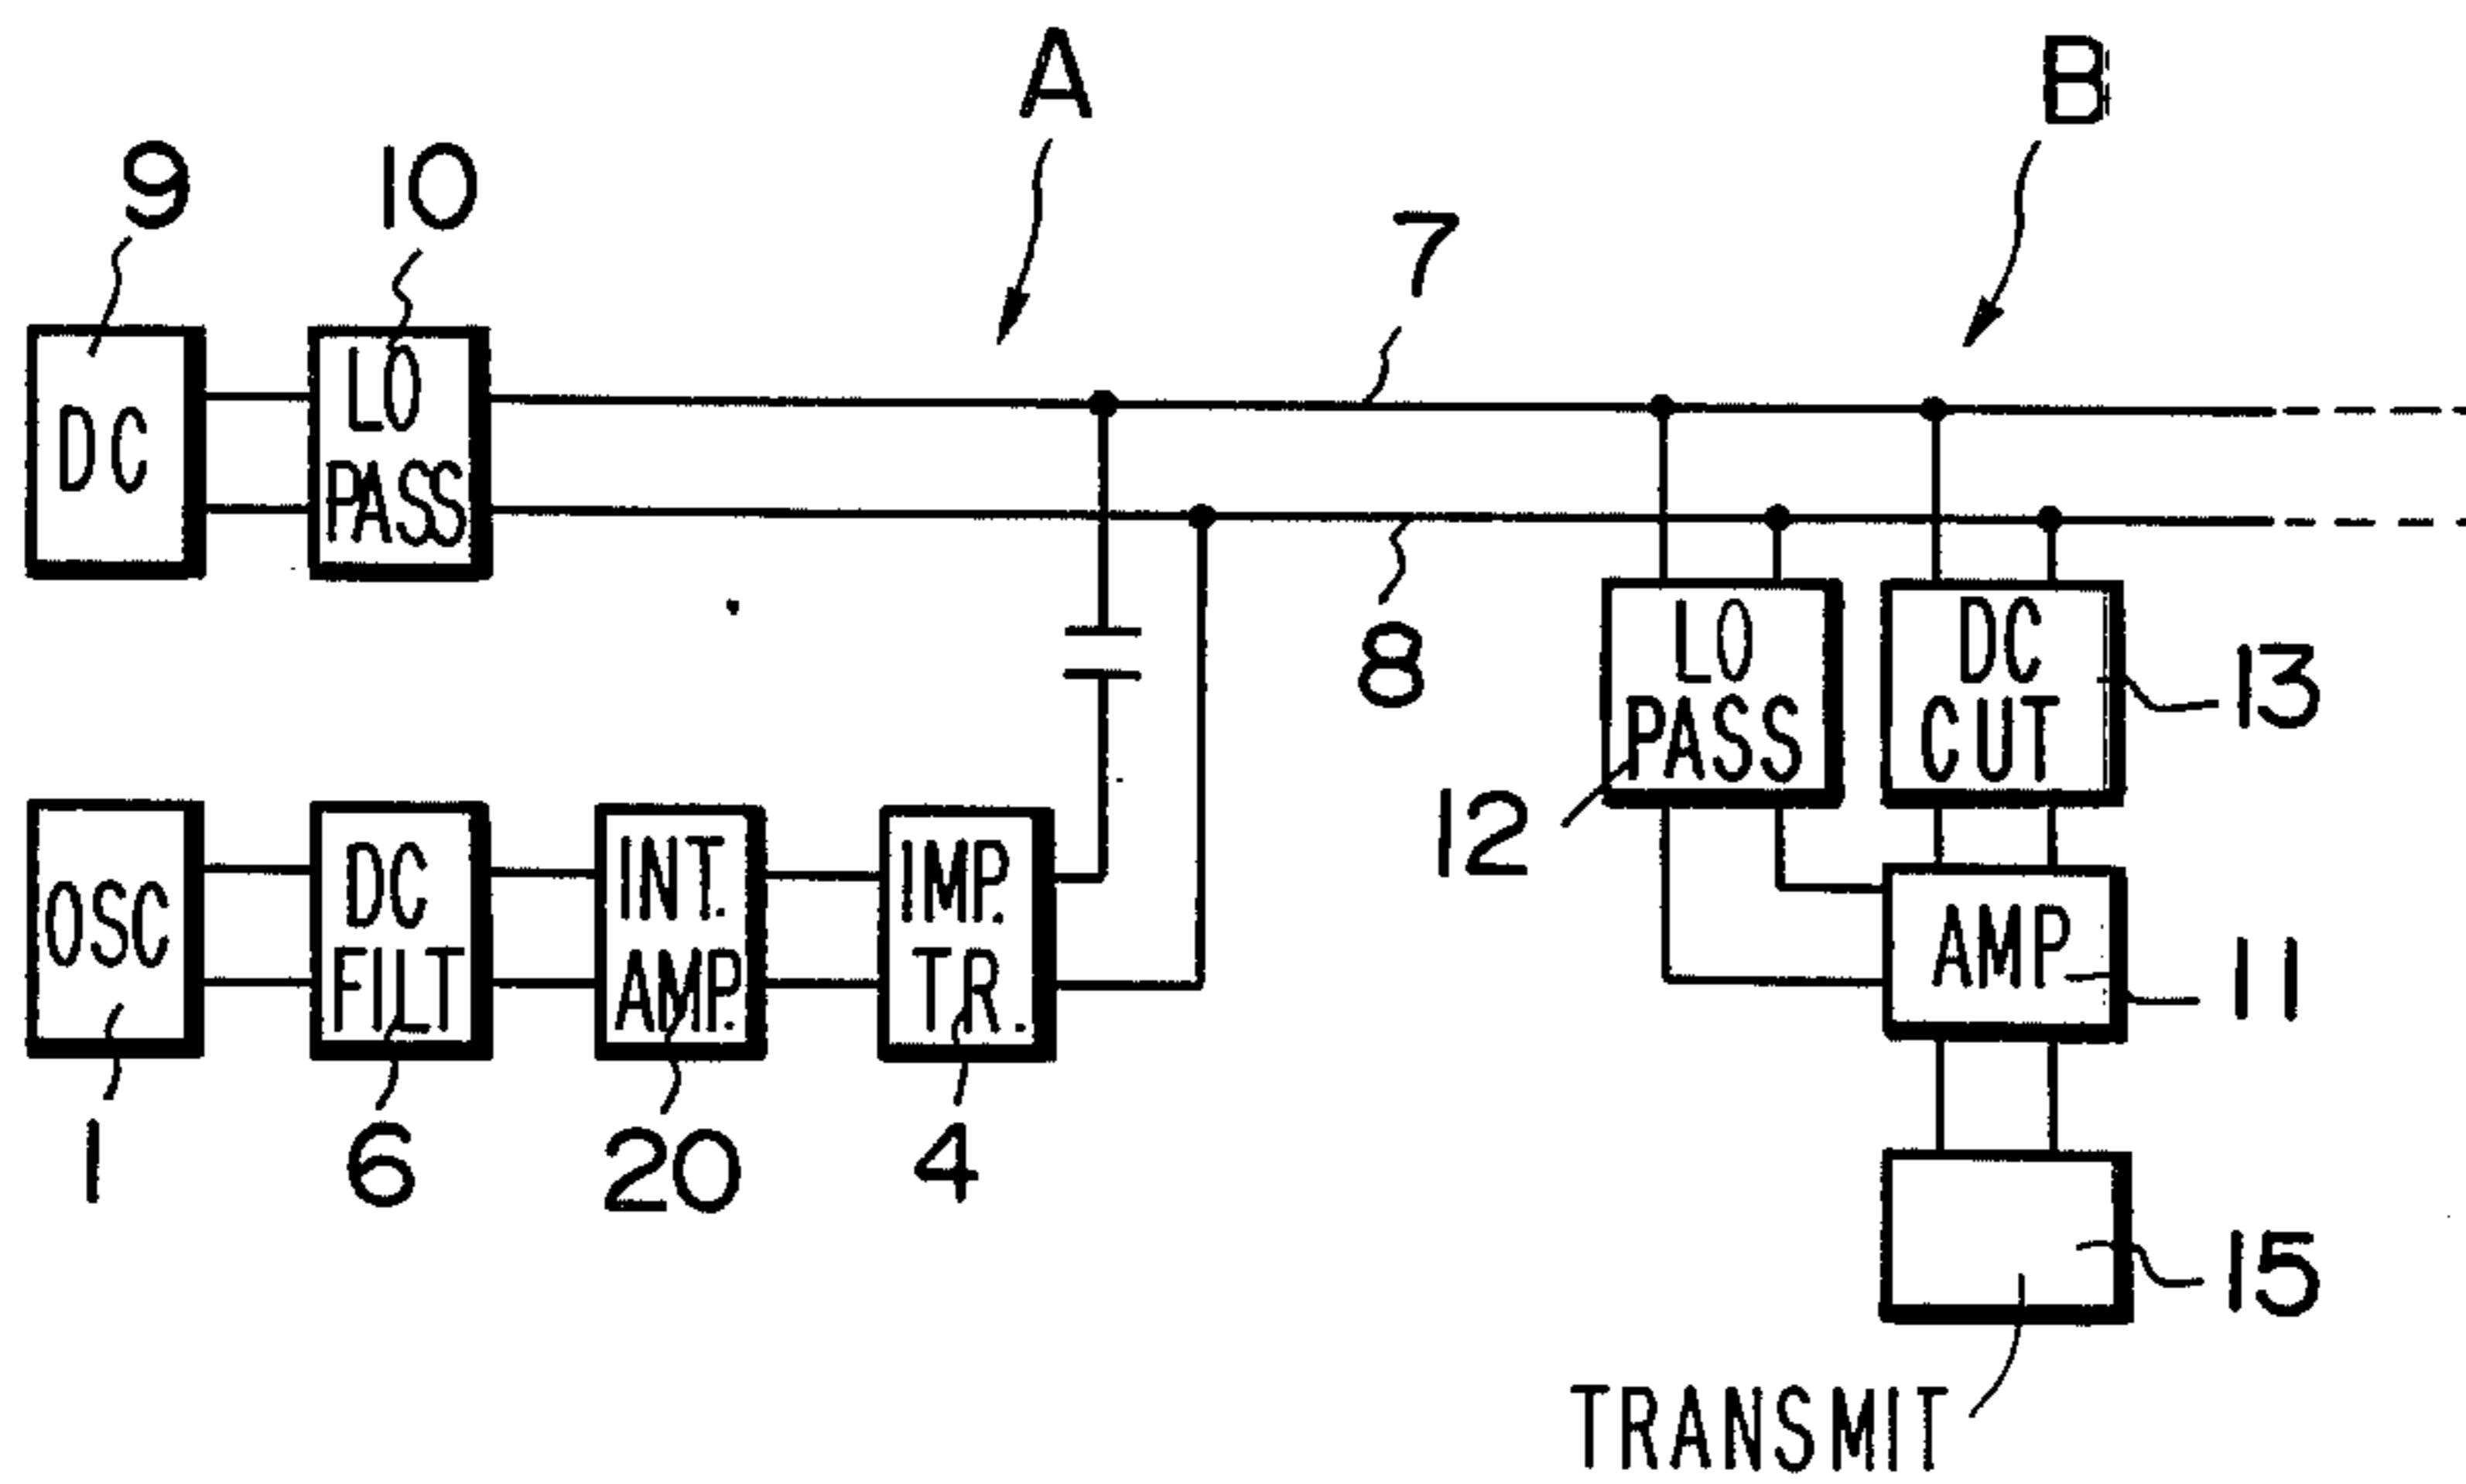 A
B
9
10
7
DC
LO
PASS
8
LO
PASS
DC
CUT
13
12
OSC
DC
FILT
INT.
AMP.
IMP.
TR.
AMP
11
1
6
20
4
15
TRANSMIT